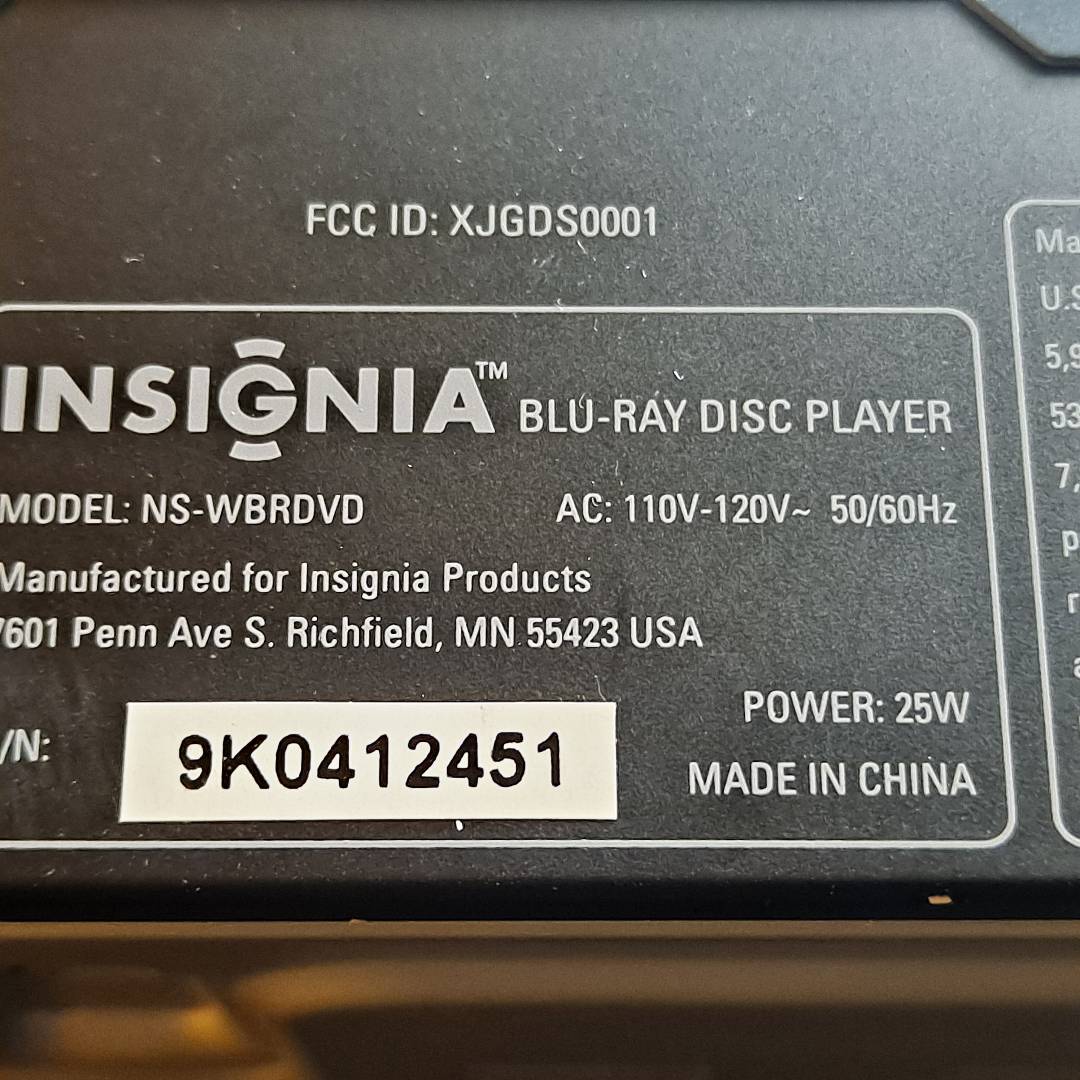 FCC ID: XJGDS0001
INSIGNIA™ BLU-RAY DISC PLAYER
MODEL: NS-WBRDVD AC: 110V-120V~ 50/60Hz
Manufactured for Insignia Products
7601 Penn Ave S. Richfield, MN 55423 USA
POWER: 25W
/N: 9K0412451
MADE IN CHINA